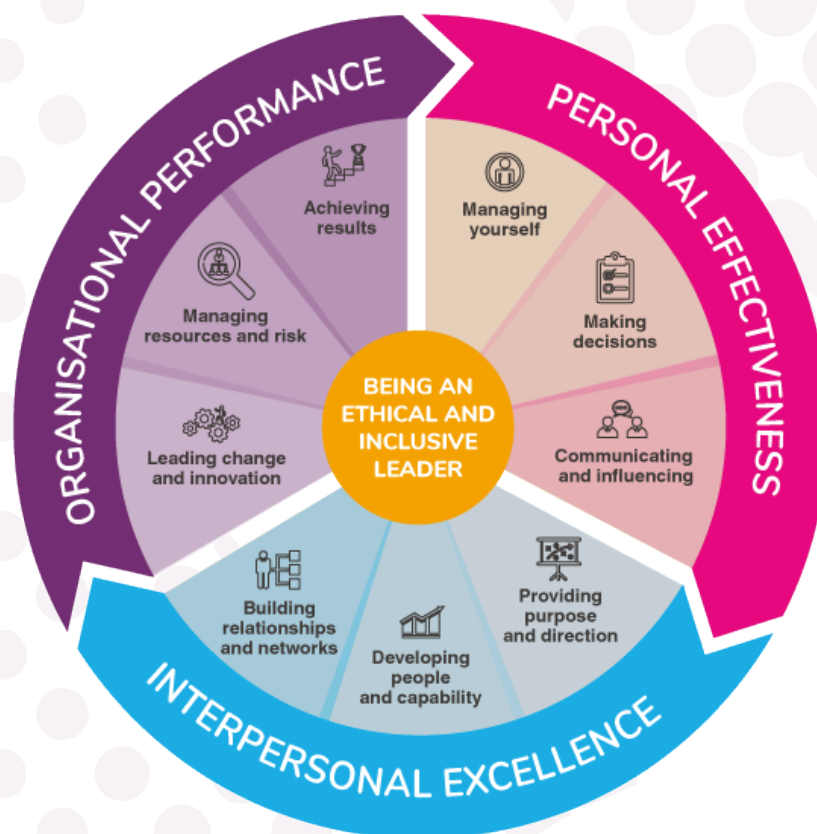 ORGANISATIONAL PERFORMANCE
PERSONAL EFFECTIVENESS
INTERPERSONAL EXCELLENCE
Achieving
results
Managing
yourself
Managing
resources and risk
Making
decisions
Leading change
and innovation
BEING AN
ETHICAL AND
INCLUSIVE
LEADER
Communicating
and influencing
Building
relationships
and networks
Developing
people
and capability
Providing
purpose
and direction